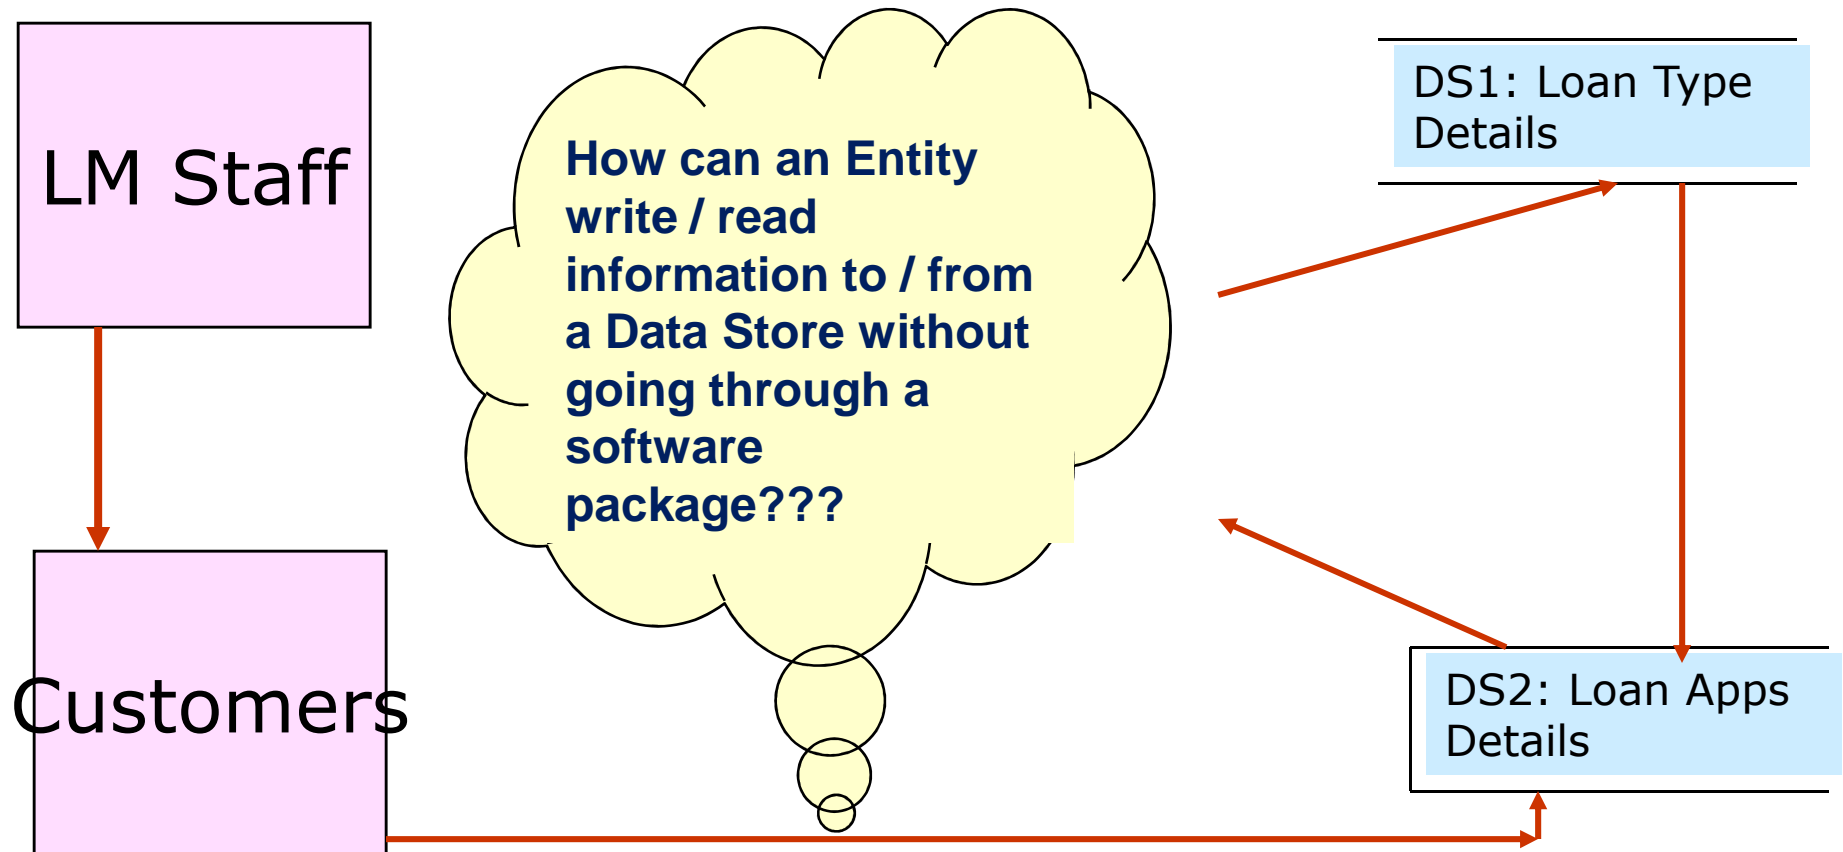 LM Staff
How can an Entity
write / read
information to / from
a Data Store without
going through a
software
package???
DS1: Loan Type
Details
Customers
DS2: Loan Apps
Details